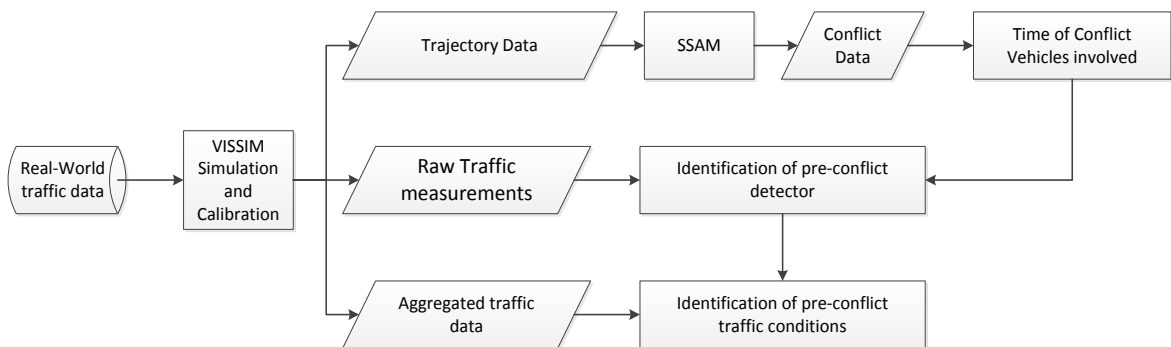 Trajectory Data
SSAM
Conflict
Data
Time of Conflict
Vehicles involved
Real-World
traffic data
VISSIM
Simulation
and
Calibration
Raw Traffic
measurements
Identification of pre-conflict
detector
Aggregated traffic
data
Identification of pre-conflict
traffic conditions